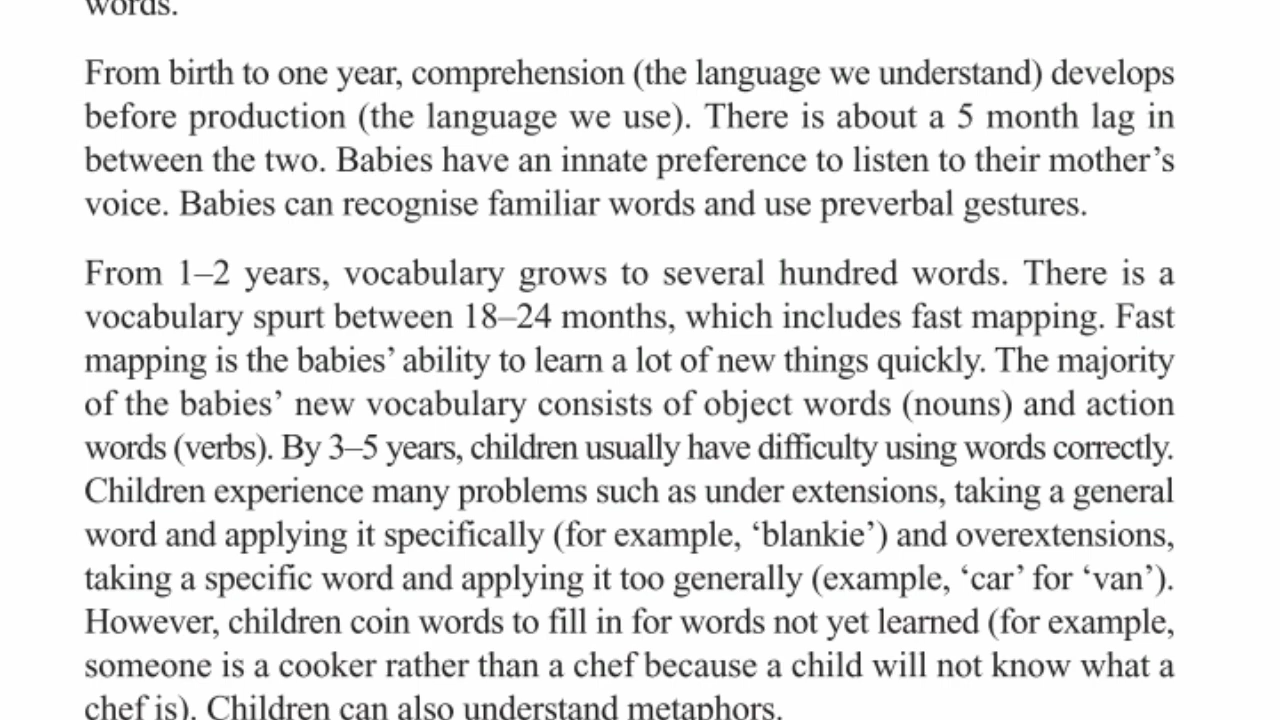 words.
From birth to one year, comprehension (the language we understand) develops
before production (the language we use). There is about a 5 month lag in
between the two. Babies have an innate preference to listen to their mother’s
voice. Babies can recognise familiar words and use preverbal gestures.
From 1–2 years, vocabulary grows to several hundred words. There is a
vocabulary spurt between 18–24 months, which includes fast mapping. Fast
mapping is the babies’ ability to learn a lot of new things quickly. The majority
of the babies’ new vocabulary consists of object words (nouns) and action
words (verbs). By 3–5 years, children usually have difficulty using words correctly.
Children experience many problems such as under extensions, taking a general
word and applying it specifically (for example, ‘blankie’) and overextensions,
taking a specific word and applying it too generally (example, ‘car’ for ‘van’).
However, children coin words to fill in for words not yet learned (for example,
someone is a cooker rather than a chef because a child will not know what a
chef is). Children can also understand metaphors.